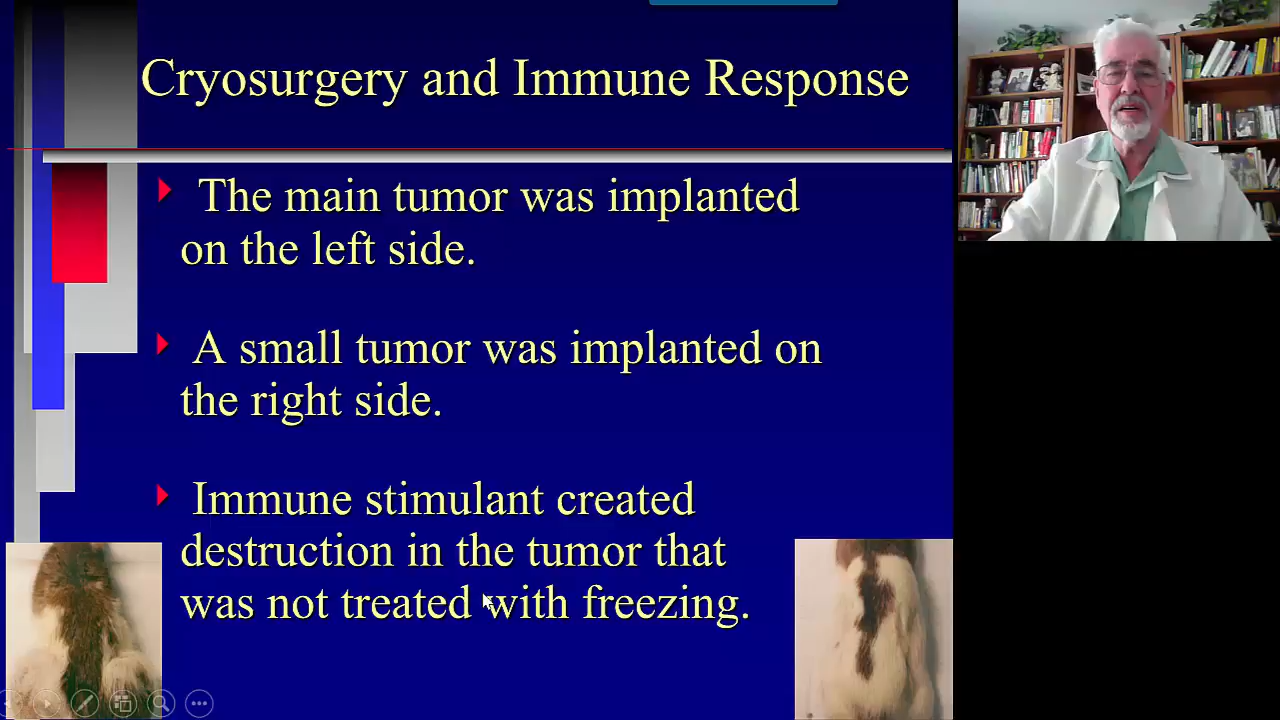 Cryosurgery and Immune Response
The main tumor was implanted
on the left side.
A small tumor was implanted on
the right side.
Immune stimulant created
destruction in the tumor that
was not treated with freezing.